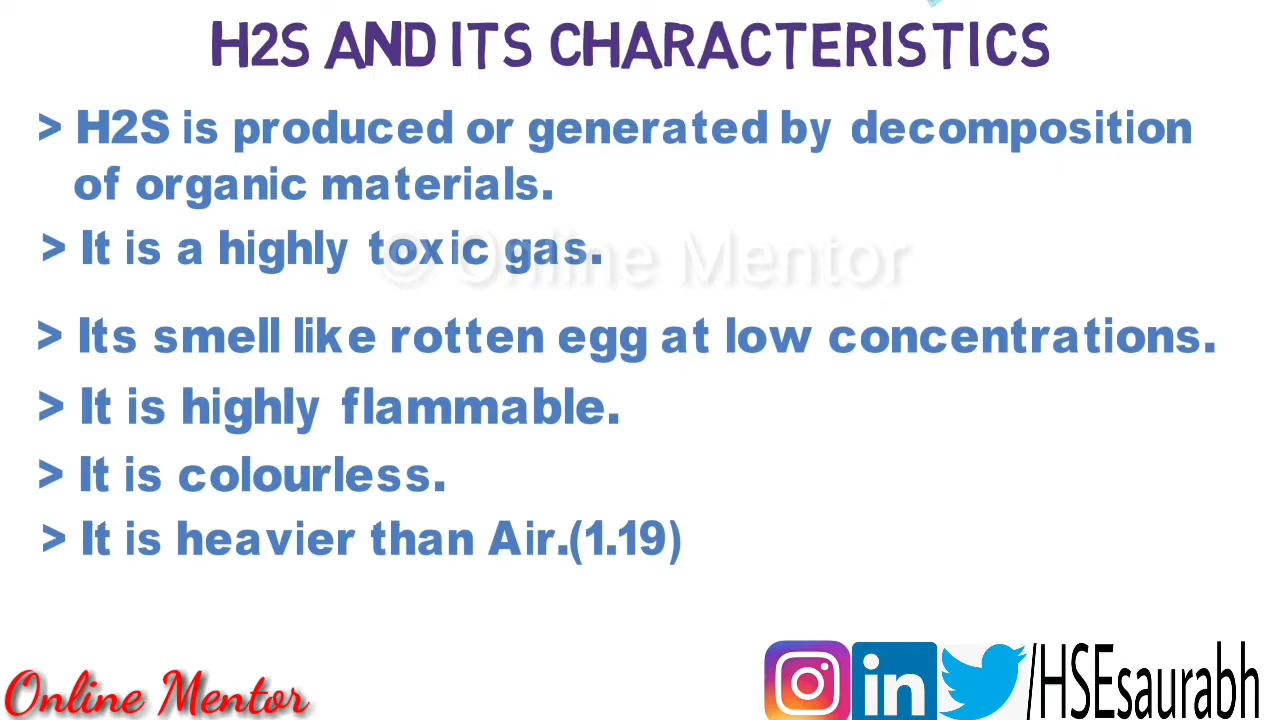 H2S AND ITS CHARACTERISTICS
> H2S is produced or generated by decomposition
of organic materials.
> It is a highly toxic gas.
© Online Mentor
> Its smell like rotten egg at low concentrations.
> It is highly flammable.
> It is colourless.
> It is heavier than Air.(1.19)
Online Mentor
in
/HSEsaurabh